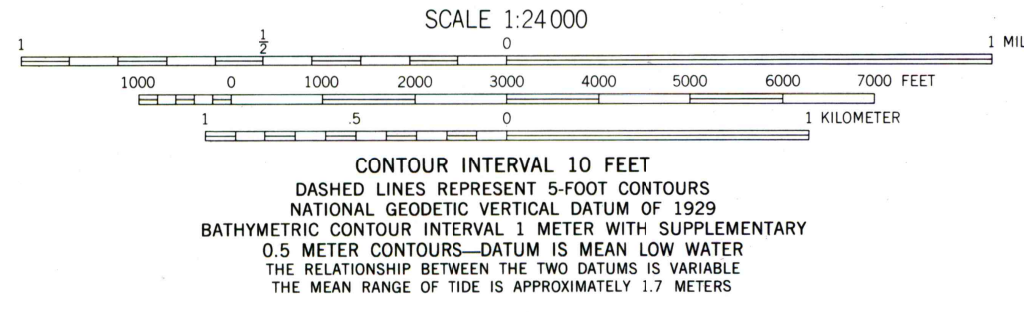 SCALE 1:24 000
1 1/2 0 1 MIL
1000 0 1000 2000 3000 4000 5000 6000 7000 FEET
1 .5 0 1 KILOMETER
CONTOUR INTERVAL 10 FEET
DASHED LINES REPRESENT 5-FOOT CONTOURS
NATIONAL GEODETIC VERTICAL DATUM OF 1929
BATHYMETRIC CONTOUR INTERVAL 1 METER WITH SUPPLEMENTARY
0.5 METER CONTOURS—DATUM IS MEAN LOW WATER
THE RELATIONSHIP BETWEEN THE TWO DATUMS IS VARIABLE
THE MEAN RANGE OF TIDE IS APPROXIMATELY 1.7 METERS